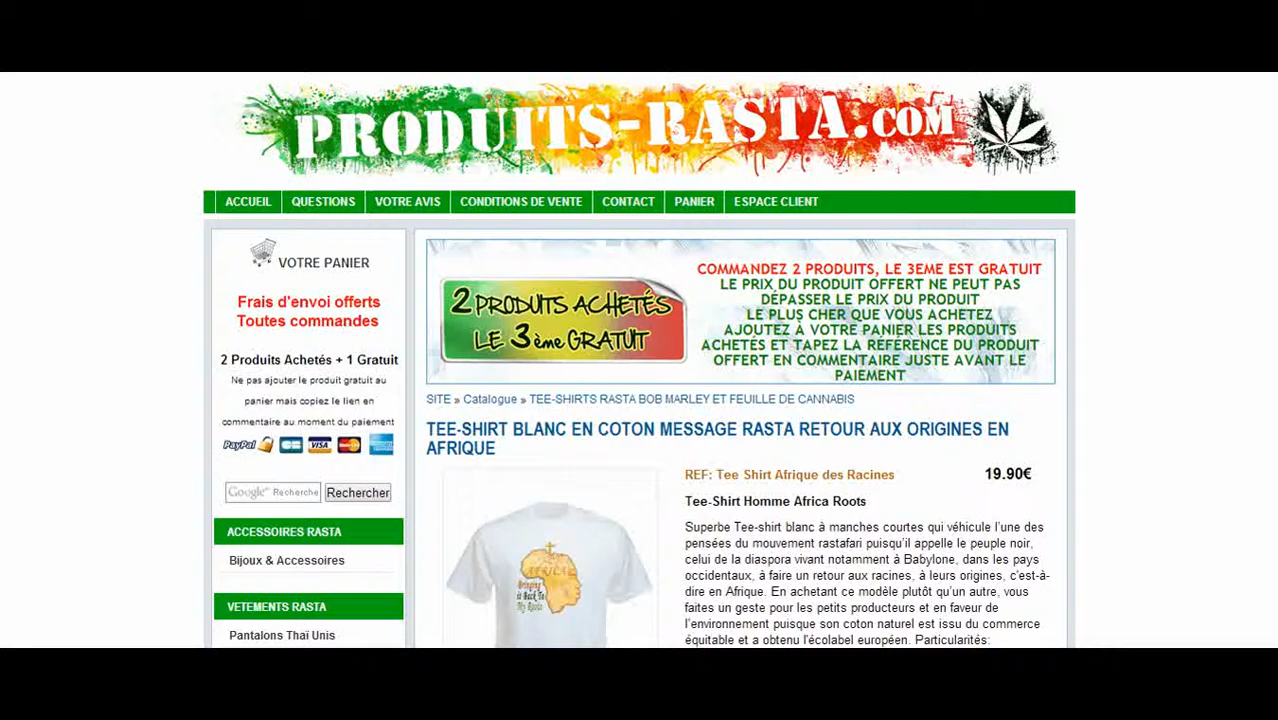 PRODUITS-RASTA.COM
ACCUEIL QUESTIONS VOTRE AVIS CONDITIONS DE VENTE CONTACT PANIER ESPACE CLIENT
VOTRE PANIER
Frais d'envoi offerts
Toutes commandes
2 Produits Achetés + 1 Gratuit
Ne pas ajouter le produit gratuit au
panier mais copiez le lien en
commentaire au moment du paiement
PayPal CB VISA MasterCard
Google Recherche Rechercher
ACCESSOIRES RASTA
Bijoux & Accessoires
VETEMENTS RASTA
Pantalons Thaï Unis
2 PRODUITS ACHETÉS
LE 3ème GRATUIT
COMMANDEZ 2 PRODUITS, LE 3EME EST GRATUIT
LE PRIX DU PRODUIT OFFERT NE PEUT PAS
DÉPASSER LE PRIX DU PRODUIT
LE PLUS CHER QUE VOUS ACHETEZ
AJOUTEZ À VOTRE PANIER LES PRODUITS
ACHETÉS ET TAPEZ LA RÉFÉRENCE DU PRODUIT
OFFERT EN COMMENTAIRE JUSTE AVANT LE
PAIEMENT
SITE » Catalogue » TEE-SHIRTS RASTA BOB MARLEY ET FEUILLE DE CANNABIS
TEE-SHIRT BLANC EN COTON MESSAGE RASTA RETOUR AUX ORIGINES EN
AFRIQUE
AFRICA
Bringing
it Back To
My Roots
REF: Tee Shirt Afrique des Racines 19.90€
Tee-Shirt Homme Africa Roots
Superbe Tee-shirt blanc à manches courtes qui véhicule l'une des
pensées du mouvement rastafari puisqu'il appelle le peuple noir,
celui de la diaspora vivant notamment à Babylone, dans les pays
occidentaux, à faire un retour aux racines, à leurs origines, c'est-à-
dire en Afrique. En achetant ce modèle plutôt qu'un autre, vous
faites un geste pour les petits producteurs et en faveur de
l'environnement puisque son coton naturel est issu du commerce
équitable et a obtenu l'écolabel européen. Particularités: